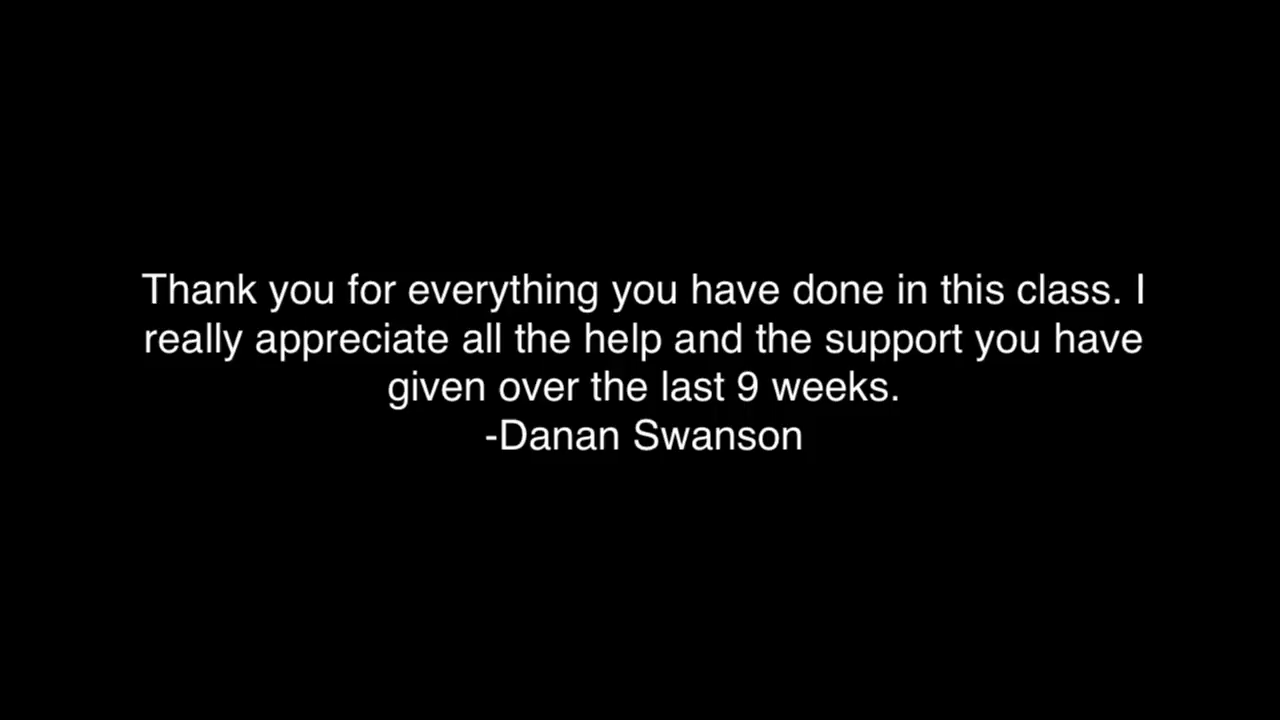 Thank you for everything you have done in this class. I
really appreciate all the help and the support you have
given over the last 9 weeks.
-Danan Swanson